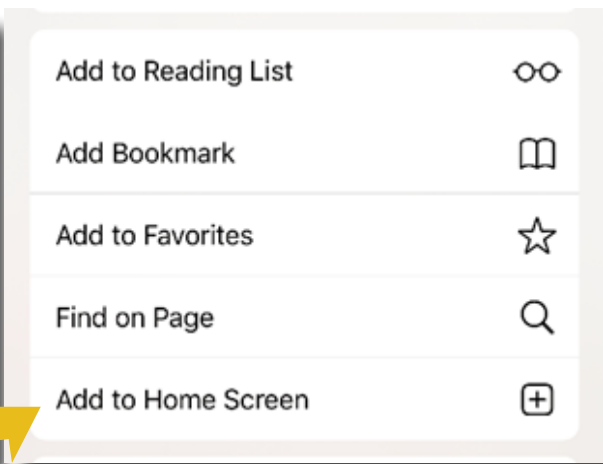 Add to Reading List
Add Bookmark
Add to Favorites
Find on Page
Add to Home Screen